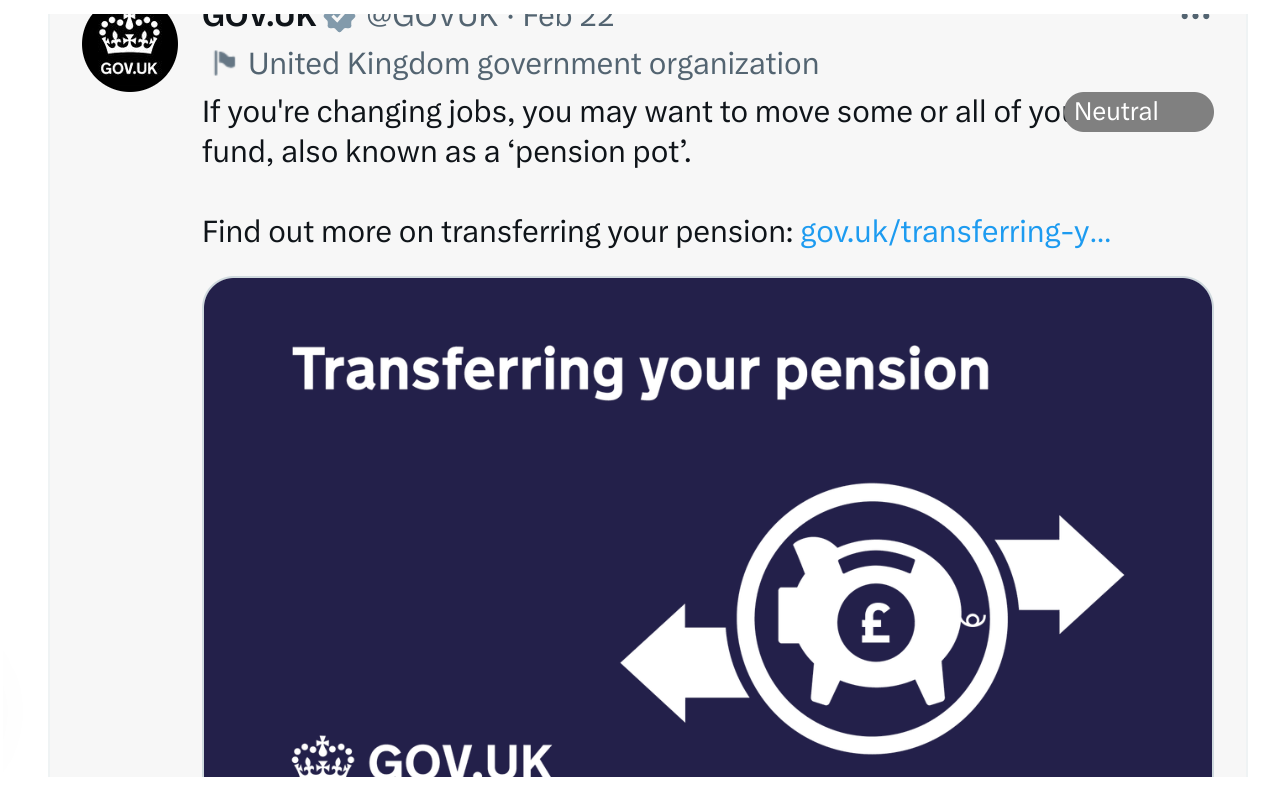 GOV.UK @GOVUK · Feb 22
GOV.UK
United Kingdom government organization
If you're changing jobs, you may want to move some or all of
Neutral
fund, also known as a ‘pension pot’.
Find out more on transferring your pension: gov.uk/transferring-y...
Transferring your pension
£
GOV.UK